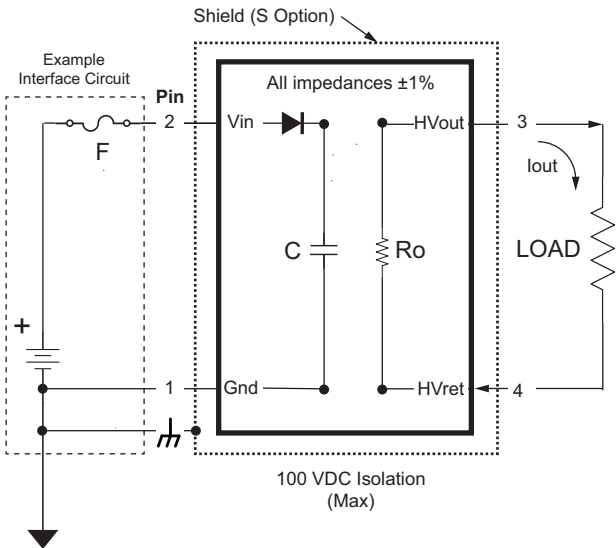 Shield (S Option)
Example
Interface Circuit
All impedances ±1%
Pin
2
Vin
HVout
3
F
Iout
C
Ro
LOAD
+
1
Gnd
HVret
4
100 VDC Isolation
(Max)